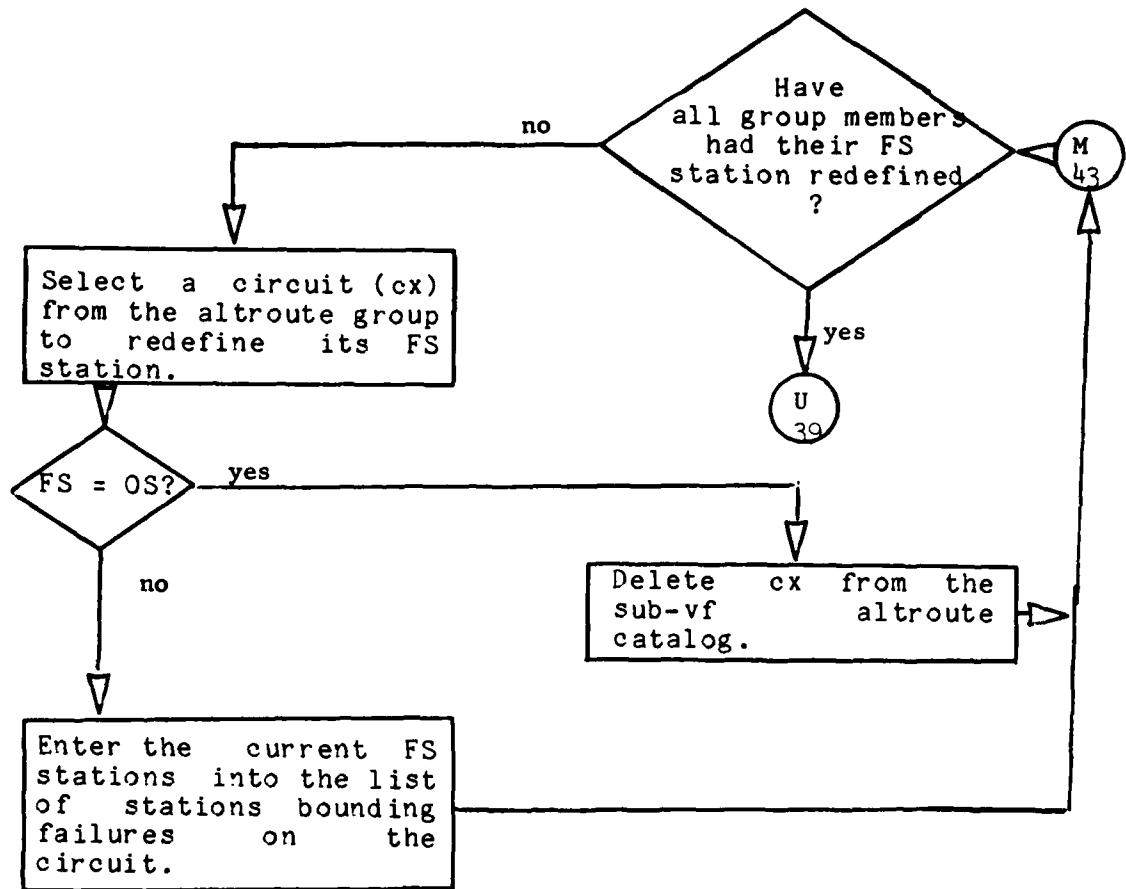 Have
all group members
had their FS
station redefined
?
no
M
43
Select a circuit (cx)
from the altroute group
to redefine its FS
station.
yes
U
39
FS = OS?
yes
no
Delete cx from the
sub-vf altroute
catalog.
Enter the current FS
stations into the list
of stations bounding
failures on the
circuit.